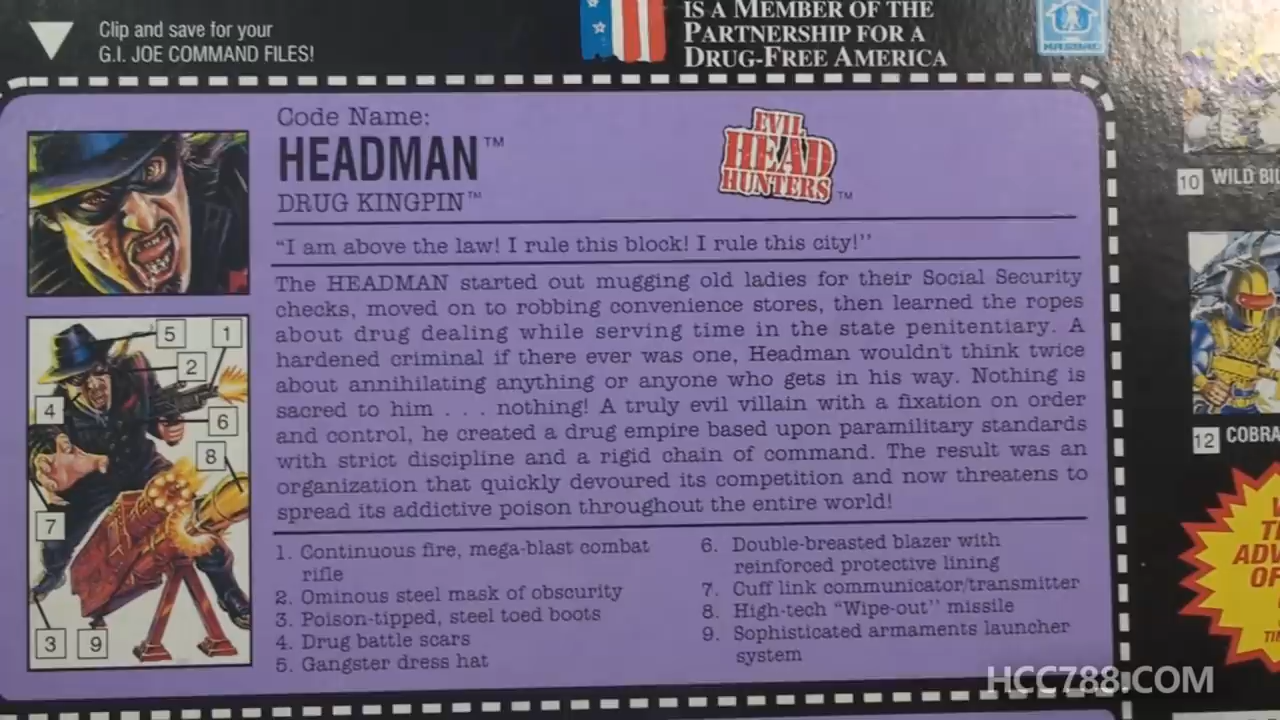 Clip and save for your
G.I. JOE COMMAND FILES!
IS A MEMBER OF THE
PARTNERSHIP FOR A
DRUG-FREE AMERICA
HASBRO
Code Name:
HEADMAN™
DRUG KINGPIN™
EVIL
HEAD
HUNTERS™
"I am above the law! I rule this block! I rule this city!"
The HEADMAN started out mugging old ladies for their Social Security
checks, moved on to robbing convenience stores, then learned the ropes
about drug dealing while serving time in the state penitentiary. A
hardened criminal if there ever was one, Headman wouldn't think twice
about annihilating anything or anyone who gets in his way. Nothing is
sacred to him . . . nothing! A truly evil villain with a fixation on order
and control, he created a drug empire based upon paramilitary standards
with strict discipline and a rigid chain of command. The result was an
organization that quickly devoured its competition and now threatens to
spread its addictive poison throughout the entire world!
1. Continuous fire, mega-blast combat
rifle
2. Ominous steel mask of obscurity
3. Poison-tipped, steel toed boots
4. Drug battle scars
5. Gangster dress hat
6. Double-breasted blazer with
reinforced protective lining
7. Cuff link communicator/transmitter
8. High-tech "Wipe-out" missile
9. Sophisticated armaments launcher
system
5
1
2
4
6
8
7
3
9
10 WILD BIL
12 COBRA
ADV
OF
HCC788.COM